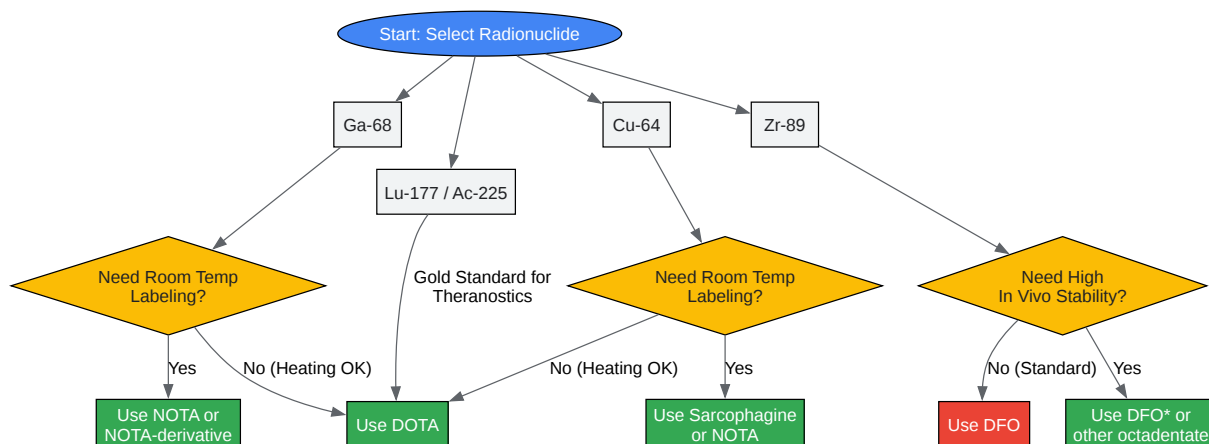 Start: Select Radionuclide
Ga-68
Cu-64
Zr-89
Lu-177 / Ac-225
Need Room Temp
Labeling?
Gold Standard for
Theranostics
Need Room Temp
Labeling?
Need High
In Vivo Stability?
Yes
No (Heating OK)
No (Heating OK)
Yes
No (Standard)
Yes
Use NOTA or
NOTA-derivative
Use DOTA
Use Sarcophagine
or NOTA
Use DFO
Use DFO* or
other octadentate